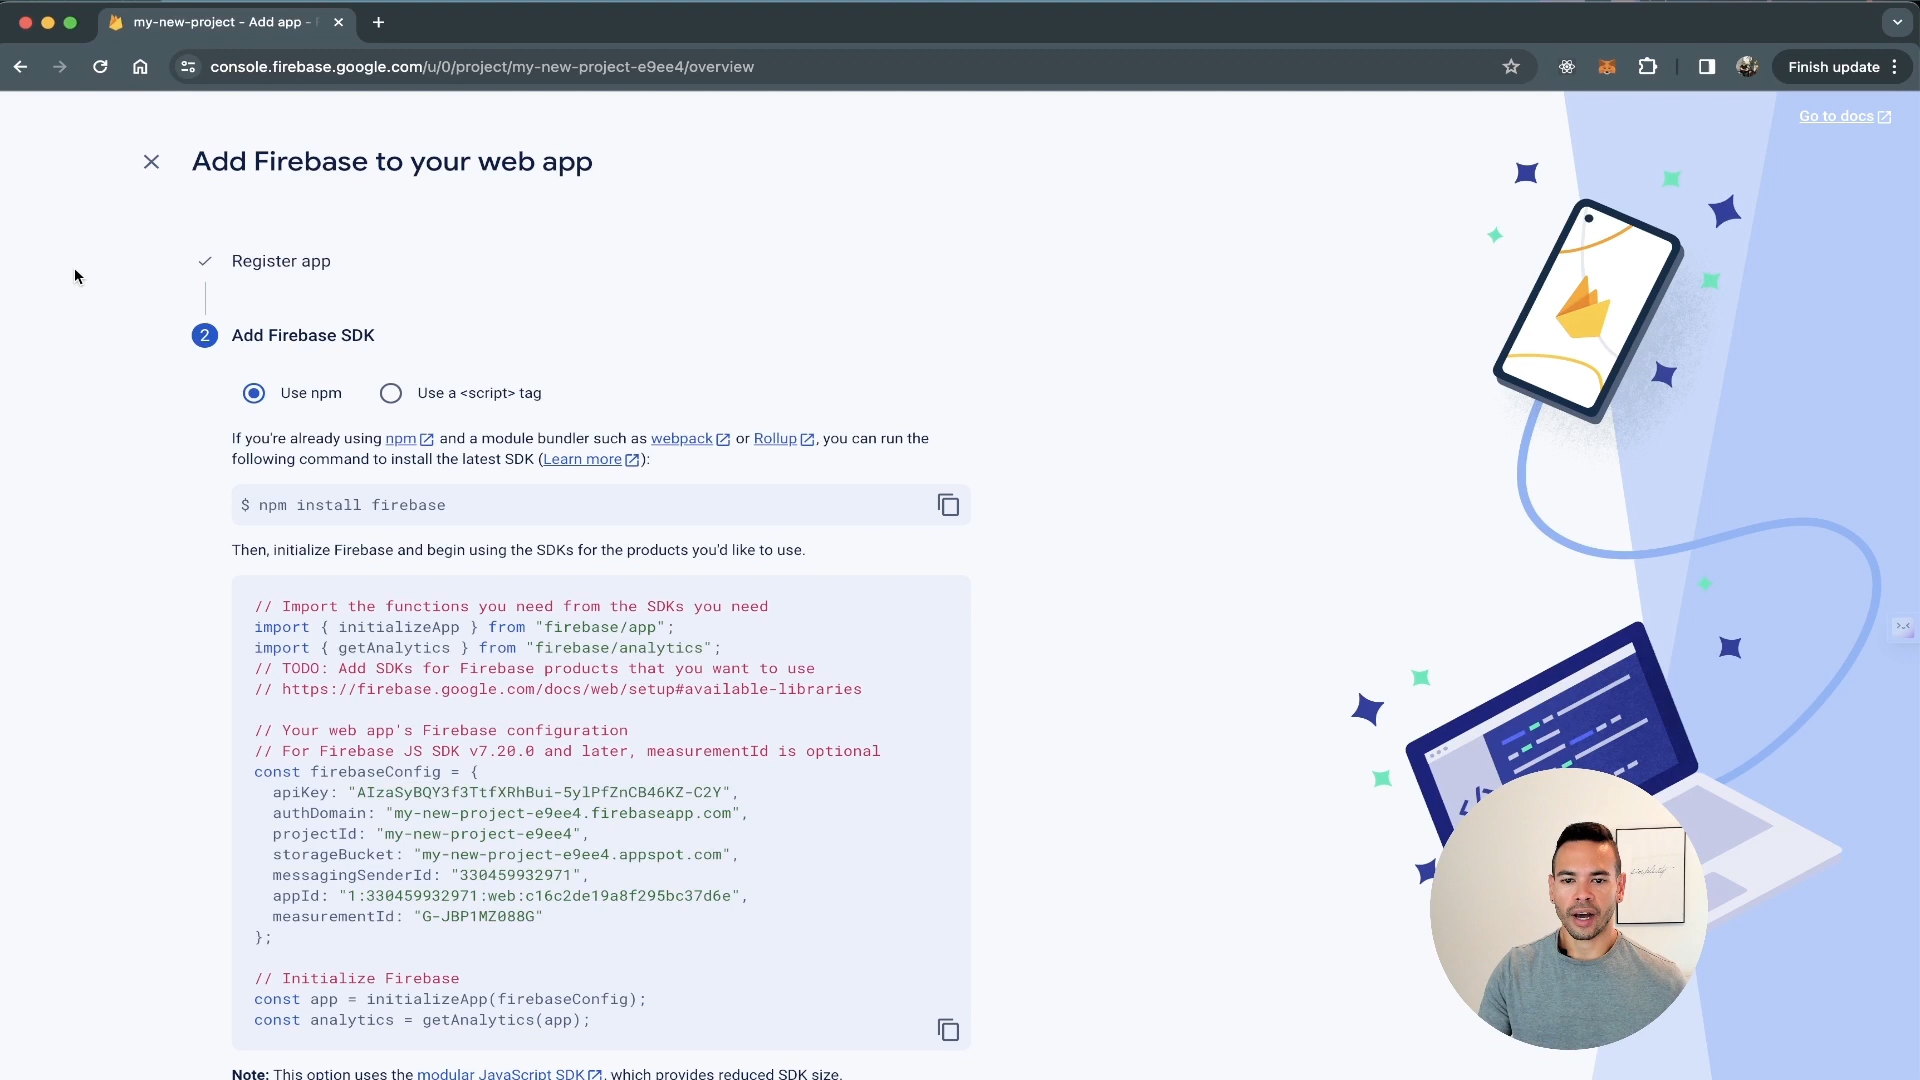 my-new-project - Add app -
console.firebase.google.com/u/0/project/my-new-project-e9ee4/overview
Finish update
Go to docs
Add Firebase to your web app
Register app
2 Add Firebase SDK
Use npm Use a <script> tag
If you're already using npm and a module bundler such as webpack or Rollup, you can run the
following command to install the latest SDK (Learn more):
$ npm install firebase
Then, initialize Firebase and begin using the SDKs for the products you'd like to use.
// Import the functions you need from the SDKs you need
import { initializeApp } from "firebase/app";
import { getAnalytics } from "firebase/analytics";
// TODO: Add SDKs for Firebase products that you want to use
// https://firebase.google.com/docs/web/setup#available-libraries
// Your web app's Firebase configuration
// For Firebase JS SDK v7.20.0 and later, measurementId is optional
const firebaseConfig = {
apiKey: "AIzaSyBQY3f3TtfXRhBui-5ylPfZnCB46KZ-C2Y",
authDomain: "my-new-project-e9ee4.firebaseapp.com",
projectId: "my-new-project-e9ee4",
storageBucket: "my-new-project-e9ee4.appspot.com",
messagingSenderId: "330459932971",
appId: "1:330459932971:web:c16c2de19a8f295bc37d6e",
measurementId: "G-JBP1MZ088G"
};
// Initialize Firebase
const app = initializeApp(firebaseConfig);
const analytics = getAnalytics(app);
Note: This option uses the modular JavaScript SDK, which provides reduced SDK size.